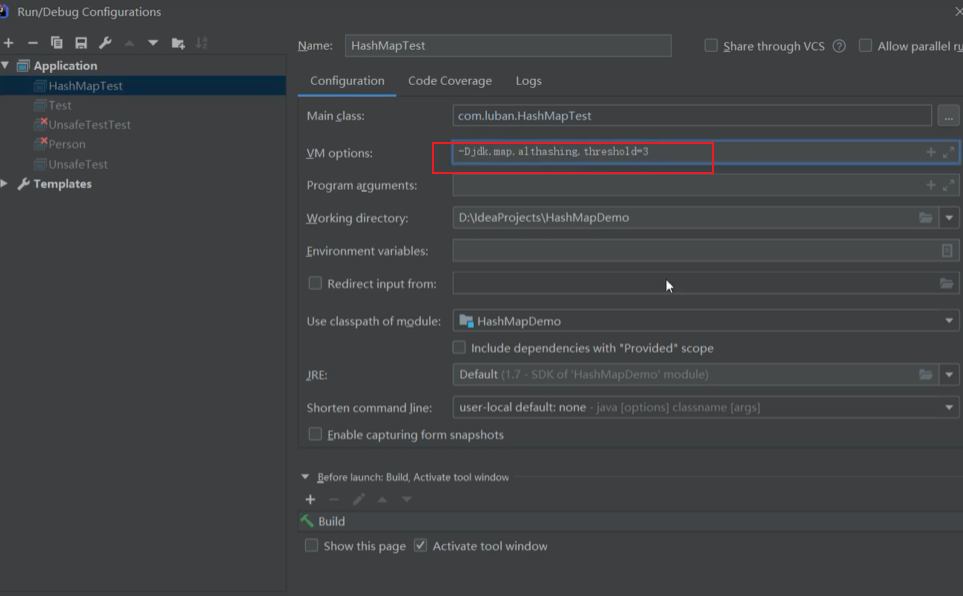 Run/Debug Configurations
Name: HashMapTest
Share through VCS
Allow parallel
Application
HashMapTest
Test
UnsafeTestTest
Person
UnsafeTest
Templates
Configuration Code Coverage Logs
Main class: com.luban.HashMapTest ...
VM options: -Djdk.map.althashing.threshold=3
Program arguments:
Working directory: D:\IdeaProjects\HashMapDemo
Environment variables:
Redirect input from:
Use classpath of module: HashMapDemo
Include dependencies with "Provided" scope
JRE: Default (1.7 - SDK of 'HashMapDemo' module)
Shorten command line: user-local default: none - java [options] classname [args]
Enable capturing form snapshots
Before launch: Build, Activate tool window
Build
Show this page Activate tool window